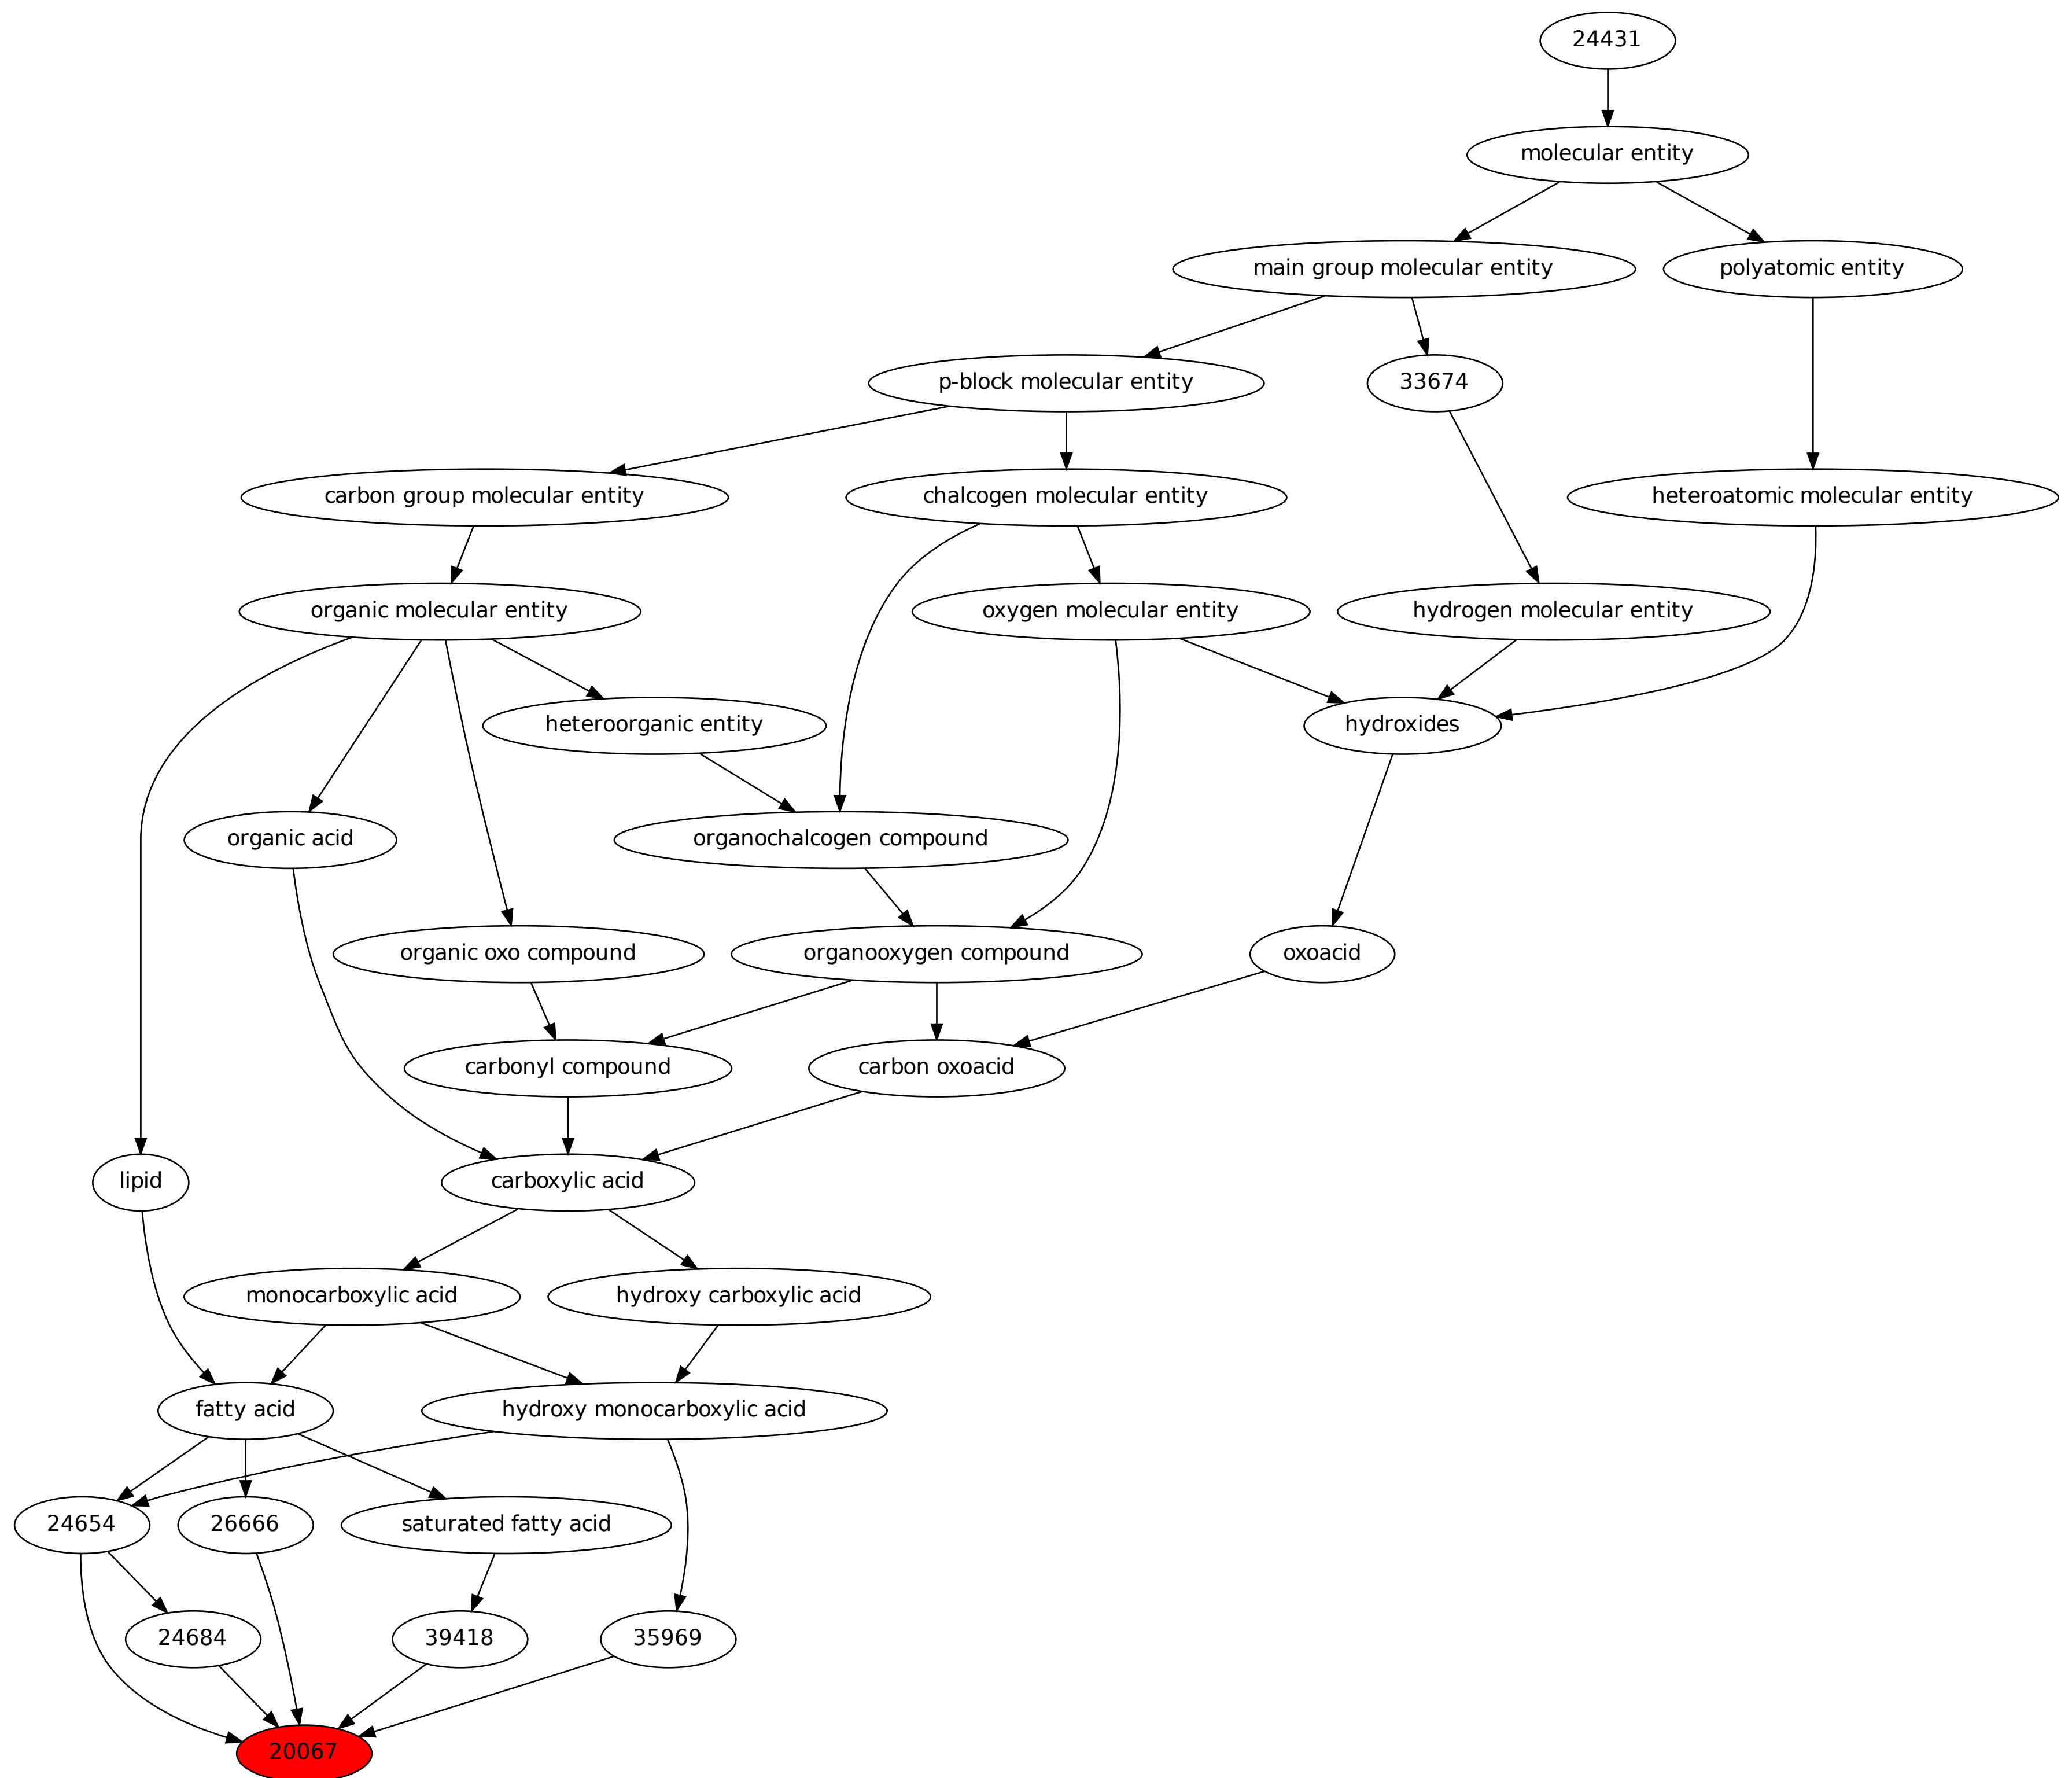 24431
molecular entity
main group molecular entity
polyatomic entity
p-block molecular entity
33674
carbon group molecular entity
chalcogen molecular entity
heteroatomic molecular entity
organic molecular entity
oxygen molecular entity
hydrogen molecular entity
heteroorganic entity
hydroxides
organic acid
organochalcogen compound
organic oxo compound
organooxygen compound
oxoacid
carbonyl compound
carbon oxoacid
lipid
carboxylic acid
monocarboxylic acid
hydroxy carboxylic acid
fatty acid
hydroxy monocarboxylic acid
24654
26666
saturated fatty acid
24684
39418
35969
20067